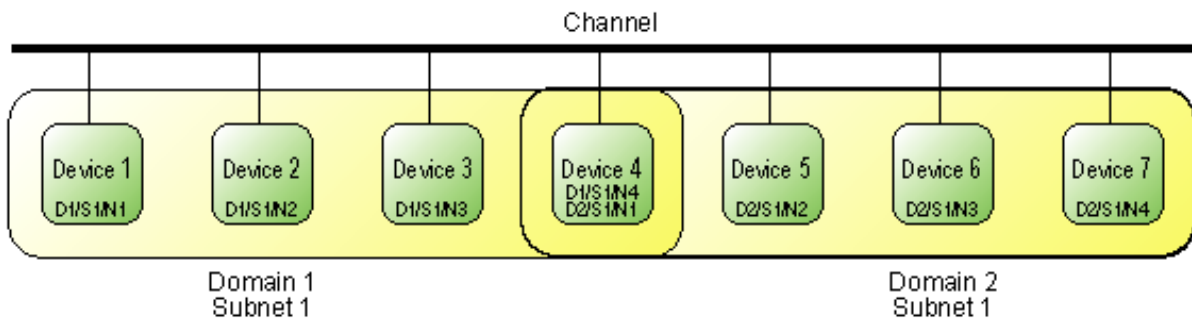 Channel
Device 1
D1/S1/N1
Device 2
D1/S1/N2
Device 3
D1/S1/N3
Device 4
D1/S1/N4
D2/S1/N1
Device 5
D2/S1/N2
Device 6
D2/S1/N3
Device 7
D2/S1/N4
Domain 1
Subnet 1
Domain 2
Subnet 1